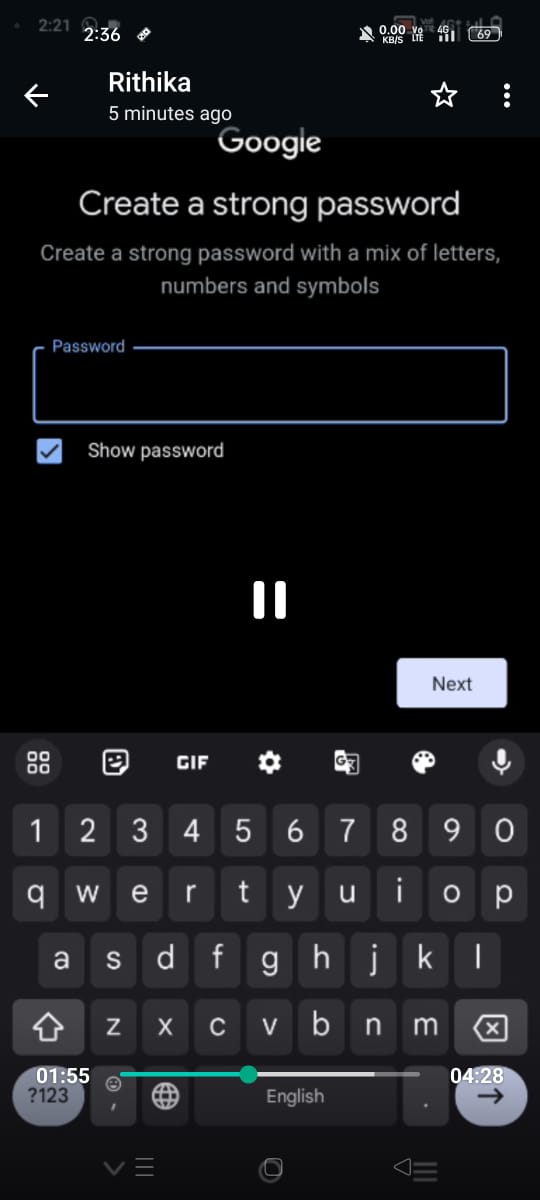 2:21
2:36
0.00
KB/S
Vo
LTE
4G
69
Rithika
5 minutes ago
Google
Create a strong password
Create a strong password with a mix of letters,
numbers and symbols
Password
Show password
Next
GIF
1 2 3 4 5 6 7 8 9 0
q w e r t y u i o p
a s d f g h j k l
z x c v b n m
01:55
04:28
?123
,
English
.